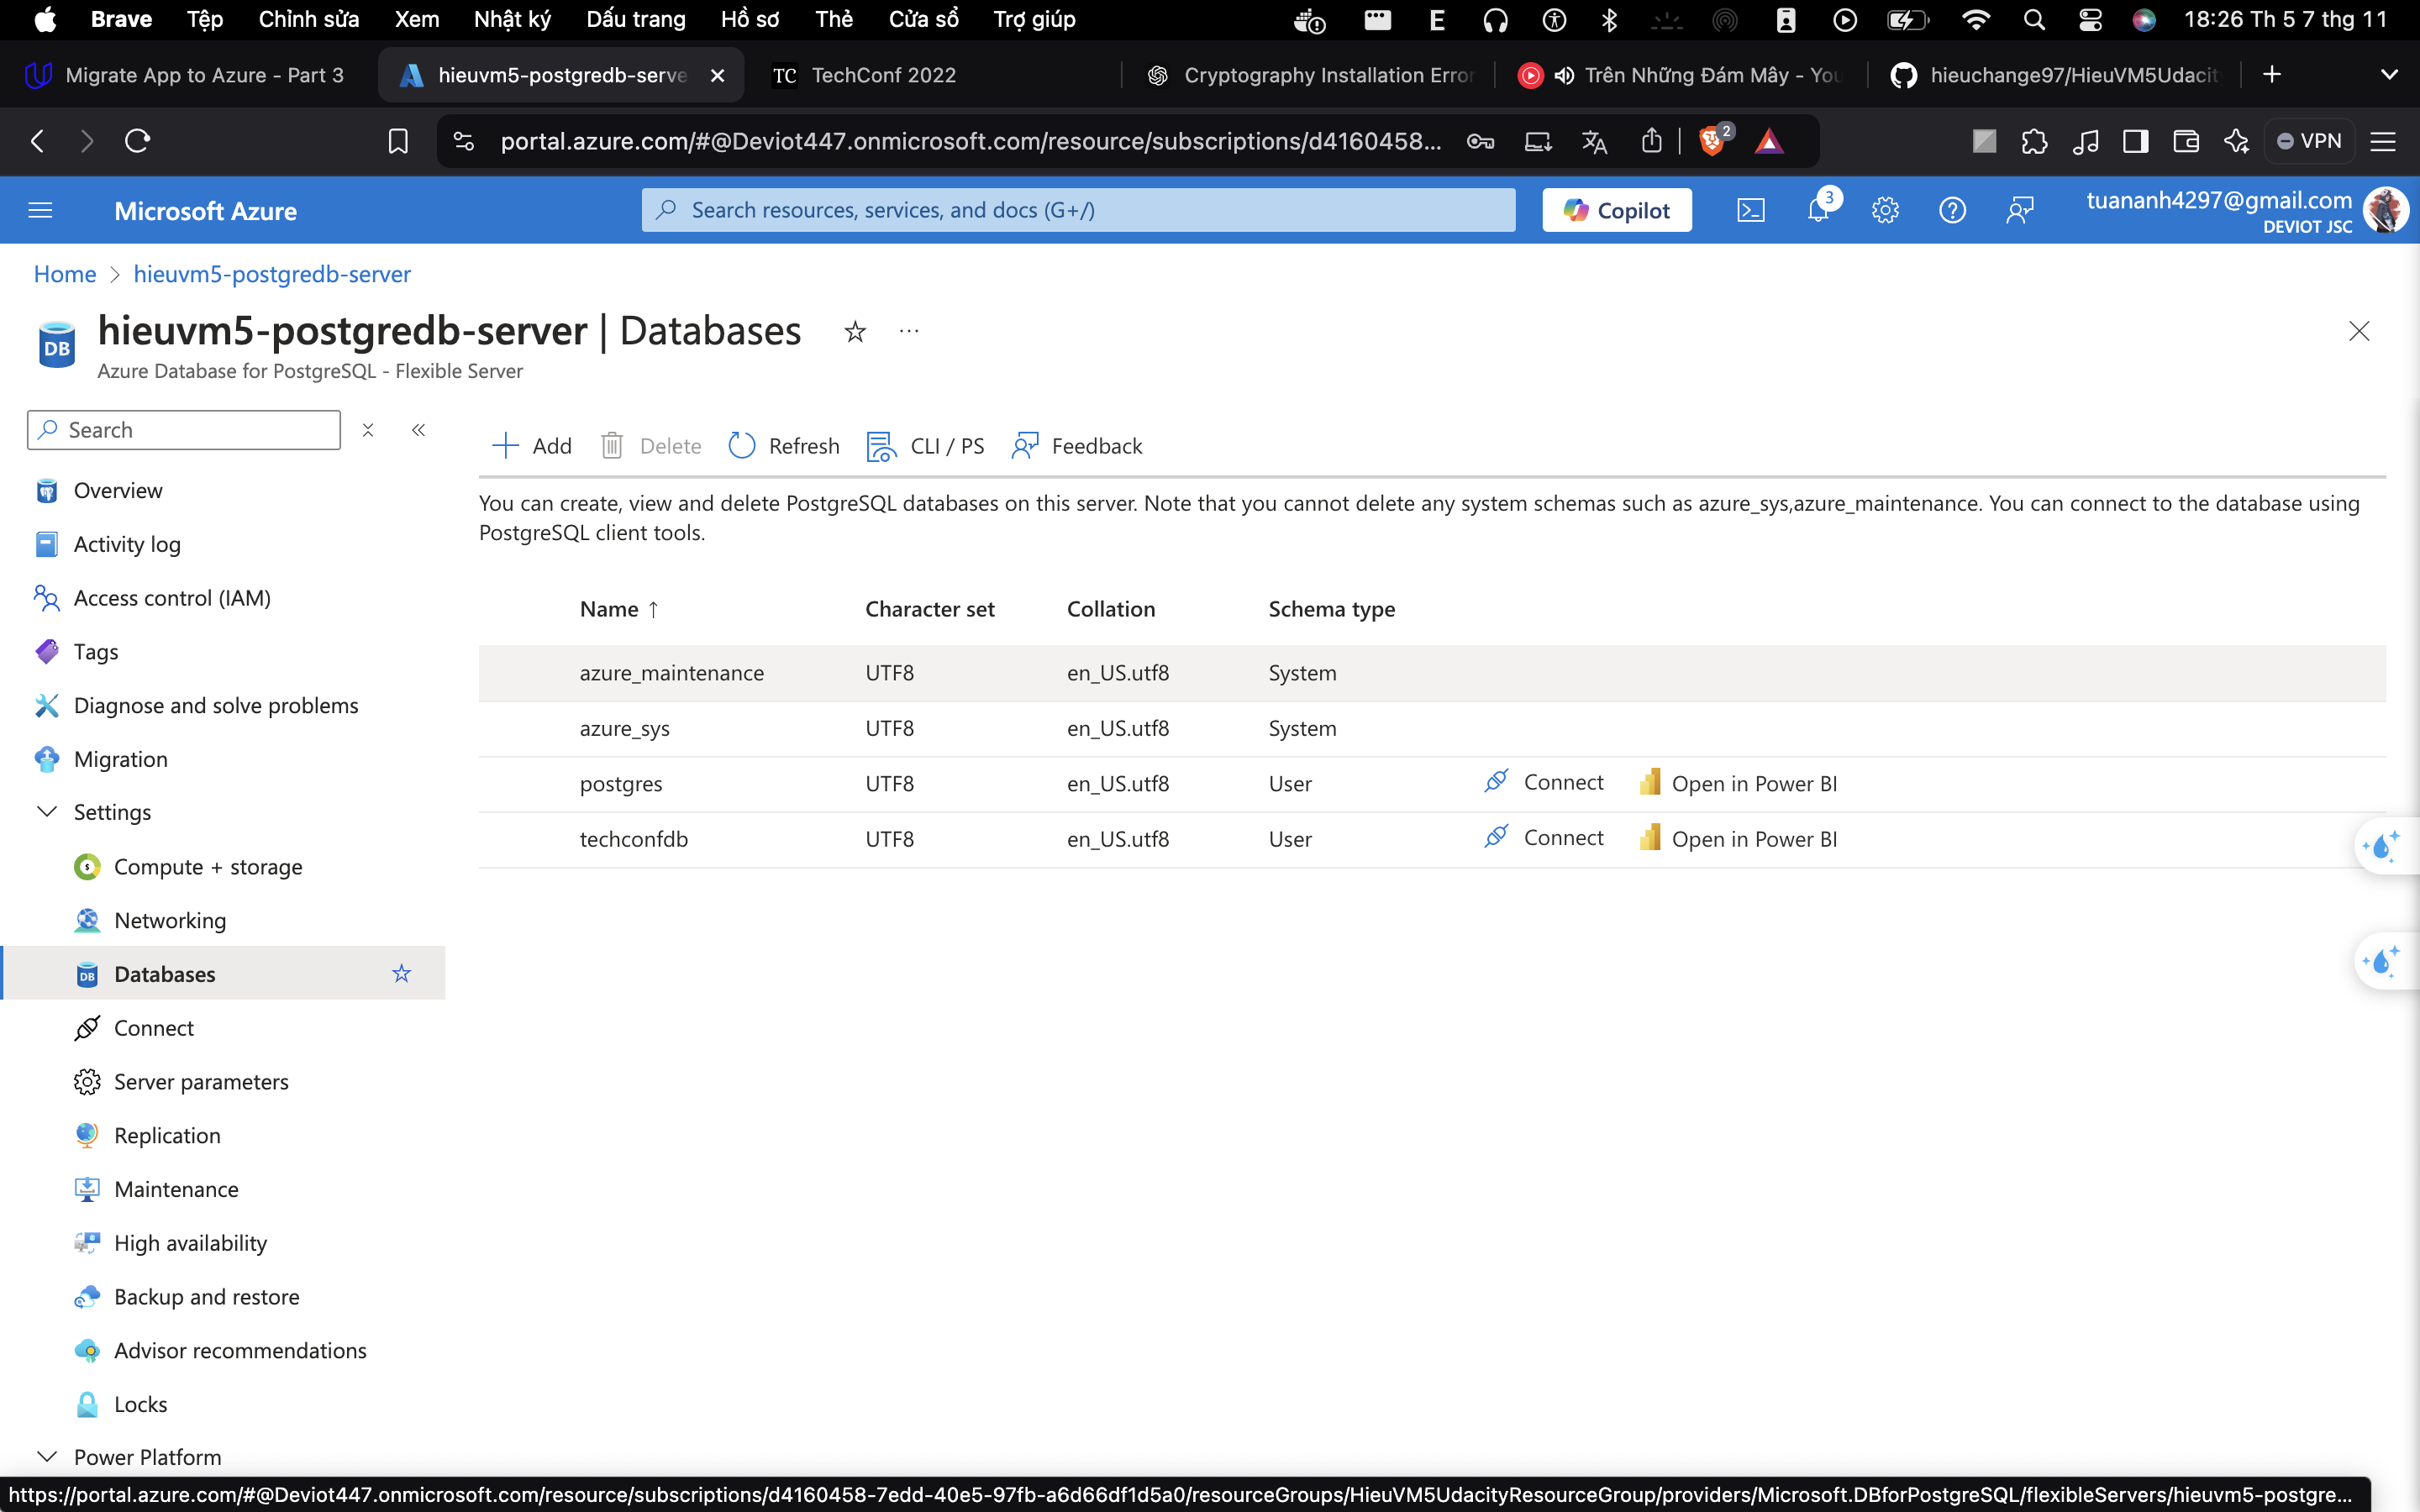 Brave Tệp Chỉnh sửa Xem Nhật ký Dấu trang Hồ sơ Thẻ Cửa sổ Trợ giúp E 18:26 Th 5 7 thg 11
Migrate App to Azure - Part 3 hieuvm5-postgredb-serve TC TechConf 2022 Cryptography Installation Error Trên Những Đám Mây - You hieuchange97/HieuVM5Udacit
portal.azure.com/#@Deviot447.onmicrosoft.com/resource/subscriptions/d4160458... 2 VPN
Microsoft Azure Search resources, services, and docs (G+/) Copilot 3 tuananh4297@gmail.com
DEVIOT JSC
Home > hieuvm5-postgredb-server
DB hieuvm5-postgredb-server | Databases ...
Azure Database for PostgreSQL - Flexible Server
Search
Add Delete Refresh CLI / PS Feedback
You can create, view and delete PostgreSQL databases on this server. Note that you cannot delete any system schemas such as azure_sys,azure_maintenance. You can connect to the database using
PostgreSQL client tools.
Name ↑ Character set Collation Schema type
azure_maintenance UTF8 en_US.utf8 System
azure_sys UTF8 en_US.utf8 System
postgres UTF8 en_US.utf8 User Connect Open in Power BI
techconfdb UTF8 en_US.utf8 User Connect Open in Power BI
Overview
Activity log
Access control (IAM)
Tags
Diagnose and solve problems
Migration
Settings
Compute + storage
Networking
DB Databases
Connect
Server parameters
Replication
Maintenance
High availability
Backup and restore
Advisor recommendations
Locks
Power Platform
https://portal.azure.com/#@Deviot447.onmicrosoft.com/resource/subscriptions/d4160458-7edd-40e5-97fb-a6d66df1d5a0/resourceGroups/HieuVM5UdacityResourceGroup/providers/Microsoft.DBforPostgreSQL/flexibleServers/hieuvm5-postgre...